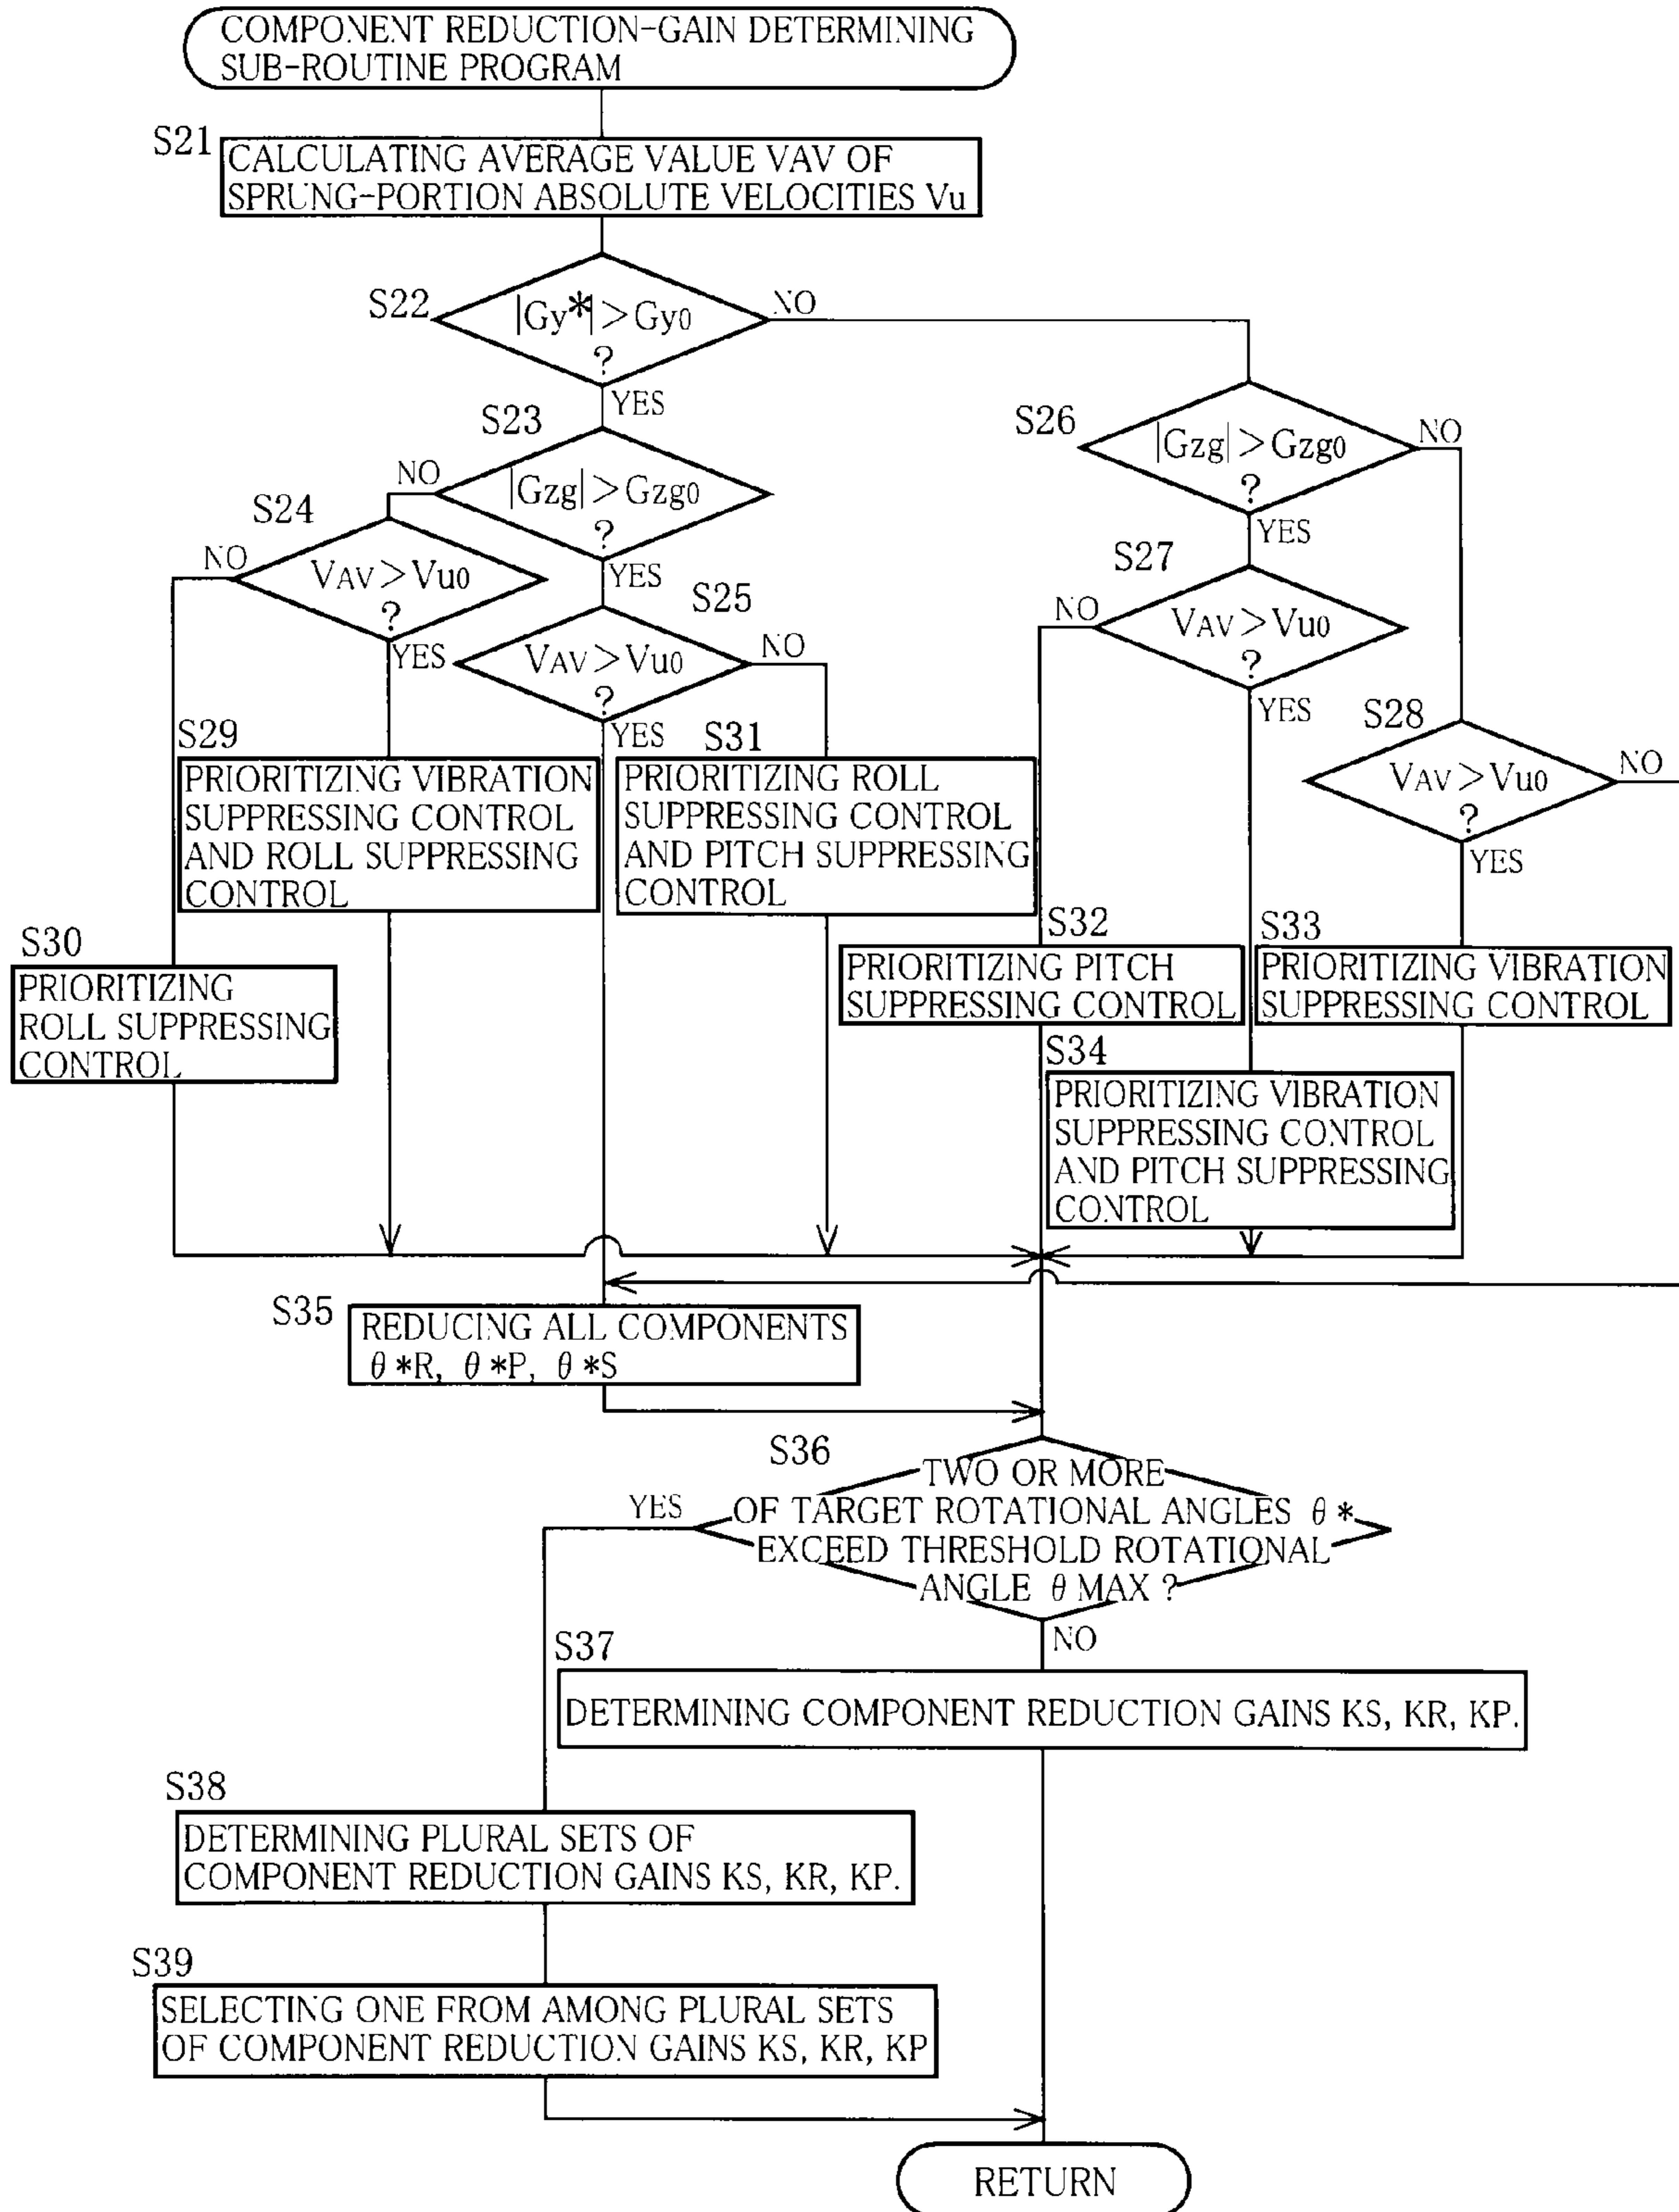 COMPONENT REDUCTION-GAIN DETERMINING
SUB-ROUTINE PROGRAM
S21
CALCULATING AVERAGE VALUE VAV OF
SPRUNG-PORTION ABSOLUTE VELOCITIES Vu
S22
|Gy*|>Gy0
?
NO
YES
S23
|Gzg|>Gzg0
?
NO
YES
S24
VAV>Vu0
?
NO
YES
S25
VAV>Vu0
?
NO
YES
S26
|Gzg|>Gzg0
?
NO
YES
S27
VAV>Vu0
?
NO
YES
S28
VAV>Vu0
?
NO
YES
S29
PRIORITIZING VIBRATION
SUPPRESSING CONTROL
AND ROLL SUPPRESSING
CONTROL
S30
PRIORITIZING
ROLL SUPPRESSING
CONTROL
S31
PRIORITIZING ROLL
SUPPRESSING CONTROL
AND PITCH SUPPRESSING
CONTROL
S32
PRIORITIZING PITCH
SUPPRESSING CONTROL
S33
PRIORITIZING VIBRATION
SUPPRESSING CONTROL
S34
PRIORITIZING VIBRATION
SUPPRESSING CONTROL
AND PITCH SUPPRESSING
CONTROL
S35
REDUCING ALL COMPONENTS
θ*R, θ*P, θ*S
S36
TWO OR MORE
OF TARGET ROTATIONAL ANGLES θ*
EXCEED THRESHOLD ROTATIONAL
ANGLE θ MAX ?
YES
NO
S37
DETERMINING COMPONENT REDUCTION GAINS KS, KR, KP.
S38
DETERMINING PLURAL SETS OF
COMPONENT REDUCTION GAINS KS, KR, KP.
S39
SELECTING ONE FROM AMONG PLURAL SETS
OF COMPONENT REDUCTION GAINS KS, KR, KP
RETURN